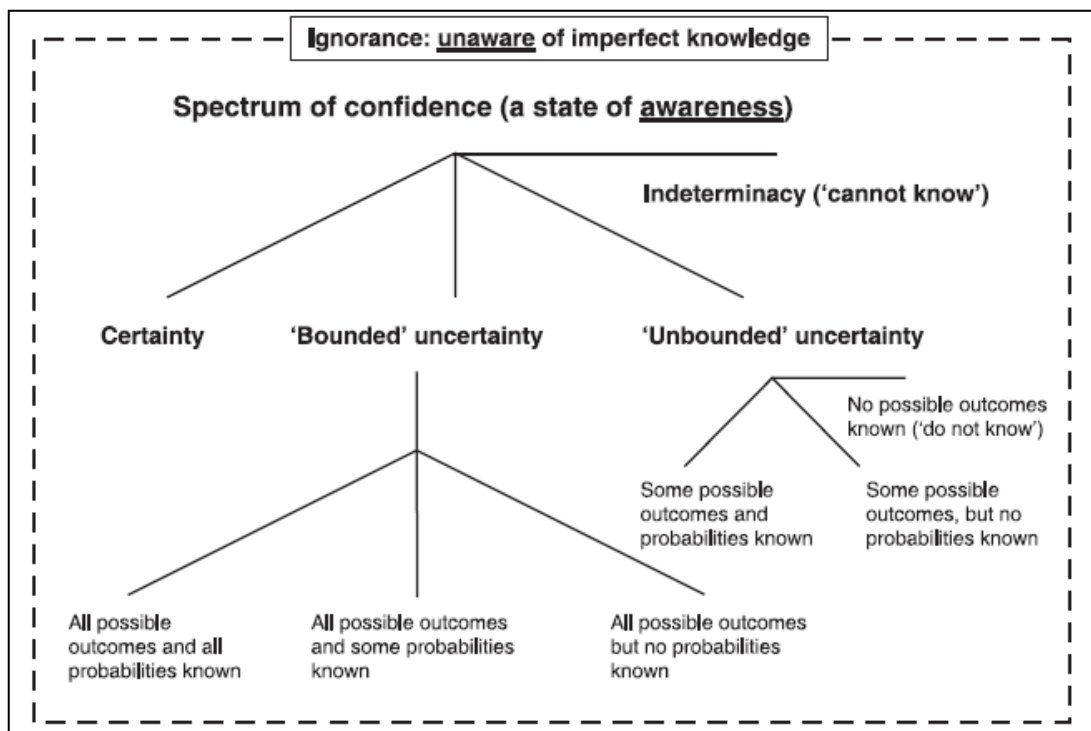 Ignorance: unaware of imperfect knowledge
Spectrum of confidence (a state of awareness)
Indeterminacy (‘cannot know’)
Certainty
‘Bounded’ uncertainty
‘Unbounded’ uncertainty
No possible outcomes
known (‘do not know’)
Some possible
outcomes and
probabilities known
Some possible
outcomes, but no
probabilities known
All possible
outcomes and all
probabilities known
All possible outcomes
and some probabilities
known
All possible outcomes
but no probabilities
known